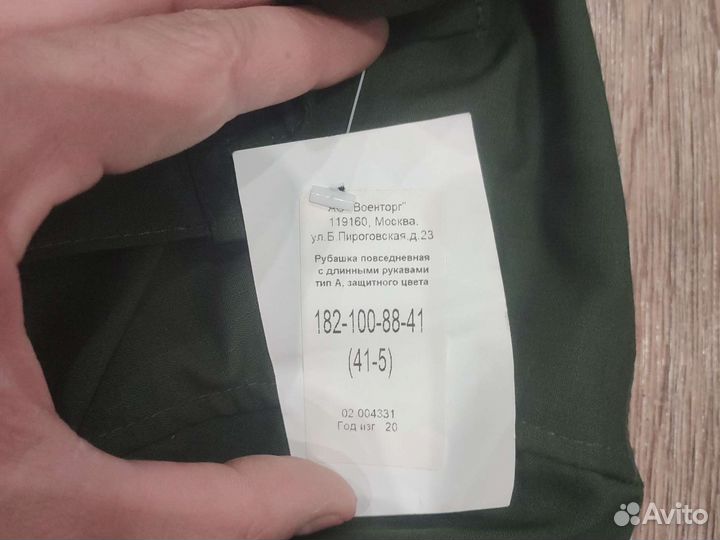 АО "Военторг"
119160, Москва,
ул.Б.Пироговская,д.23
Рубашка повседневная
с длинными рукавами
тип А, защитного цвета
182-100-88-41
(41-5)
02.004331
Год изг 20
Avito